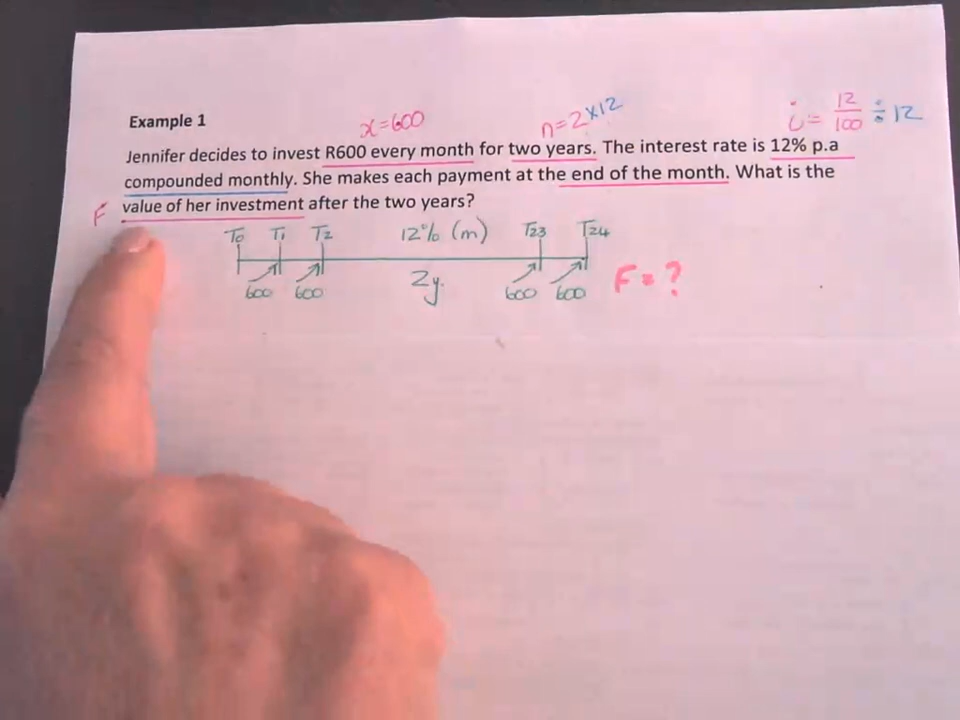 Example 1
x=600
n=2×12
i= 12/100 ÷12
Jennifer decides to invest R600 every month for two years. The interest rate is 12% p.a
compounded monthly. She makes each payment at the end of the month. What is the
F value of her investment after the two years?
T0 T1 T2 12% (m) T23 T24
600 600 2y. 600 600 F=?